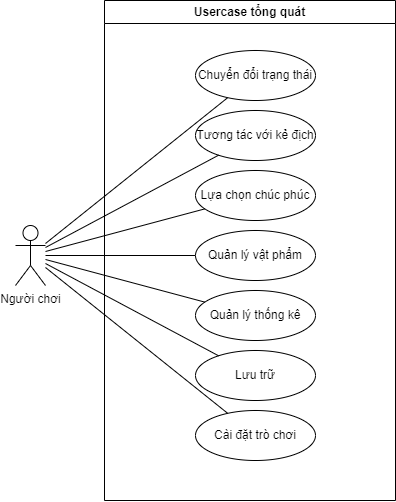 Usercase tổng quát
Chuyển đổi trạng thái
Tương tác với kẻ địch
Lựa chọn chúc phúc
Quản lý vật phẩm
Người chơi
Quản lý thống kê
Lưu trữ
Cài đặt trò chơi